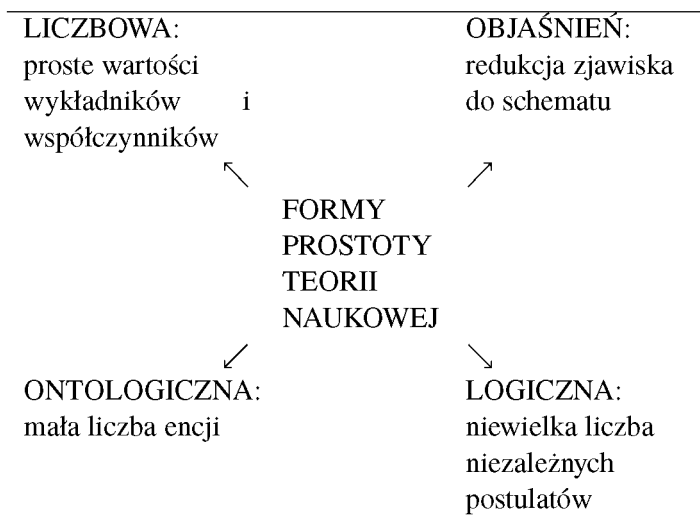 LICZBOWA:
proste wartości
wykładników i
współczynników
OBJAŚNIEŃ:
redukcja zjawiska
do schematu
FORMY
PROSTOTY
TEORII
NAUKOWEJ
ONTOLOGICZNA:
mała liczba encji
LOGICZNA:
niewielka liczba
niezależnych
postulatów